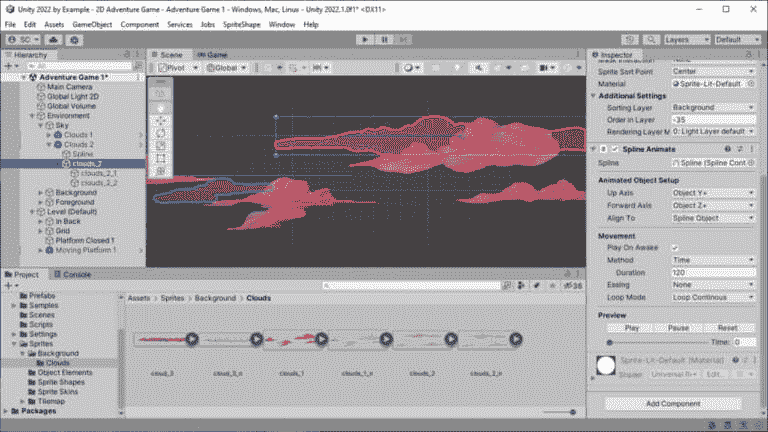 Unity 2022 by Example - 2D Adventure Game - Adventure Game 1 - Windows, Mac, Linux - Unity 2022.1.0f1* <DX11>
File Edit Assets GameObject Component Services Jobs SpriteShape Window Help
SC
Layers
Default
Hierarchy
All
Adventure Game 1*
Main Camera
Global Light 2D
Global Volume
Environment
Sky
Clouds 1
Clouds 2
Spline
clouds_2
clouds_2_1
clouds_2_2
Background
Foreground
Level (Default)
In Back
Grid
Platform Closed 1
Moving Platform 1
Scene Game
Pivot Global
2D
Inspector
Mask Interaction None
Sprite Sort Point Center
Material Sprite-Lit-Default
Additional Settings
Sorting Layer Background
Order in Layer -35
Rendering Layer M 0: Light Layer default
Spline Animate
Spline Spline (Spline Cont
Animated Object Setup
Up Axis Object Y+
Forward Axis Object Z+
Align To Spline Object
Movement
Play On Awake
Method Time
Duration 120
Easing None
Loop Mode Loop Continous
Preview
Play Pause Reset
Time: 0
Sprite-Lit-Default (Material)
Shader Universal Re Edit...
Add Component
Project Console
36
Prefabs
Samples
Scenes
Scripts
Settings
Sprites
Background
Clouds
Object Elements
Sprite Shapes
Sprite Skins
Tilemap
Packages
Assets > Sprites > Background > Clouds
cloud_3 cloud_3_n clouds_1 clouds_1_n clouds_2 clouds_2_n